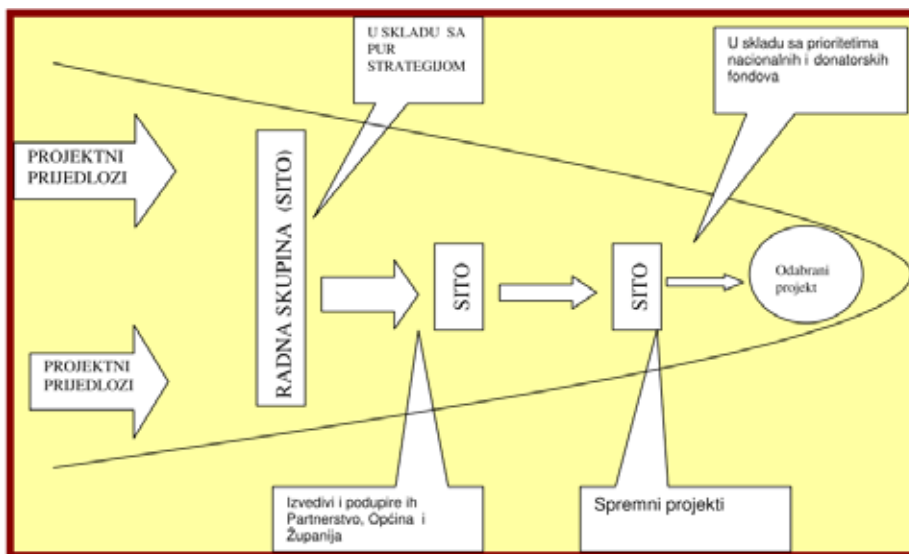 U SKLADU SA
PUR
STRATEGIJOM
U skladu sa prioritetima
nacionalnih i donatorskih
fondova
PROJEKTNI
PRIJEDLOZI
RADNA SKUPINA (SITO)
SITO
SITO
Odabrani
projekt
PROJEKTNI
PRIJEDLOZI
Izvedivi i podupire ih
Partnerstvo, Općina i
Županija
Spremni projekti